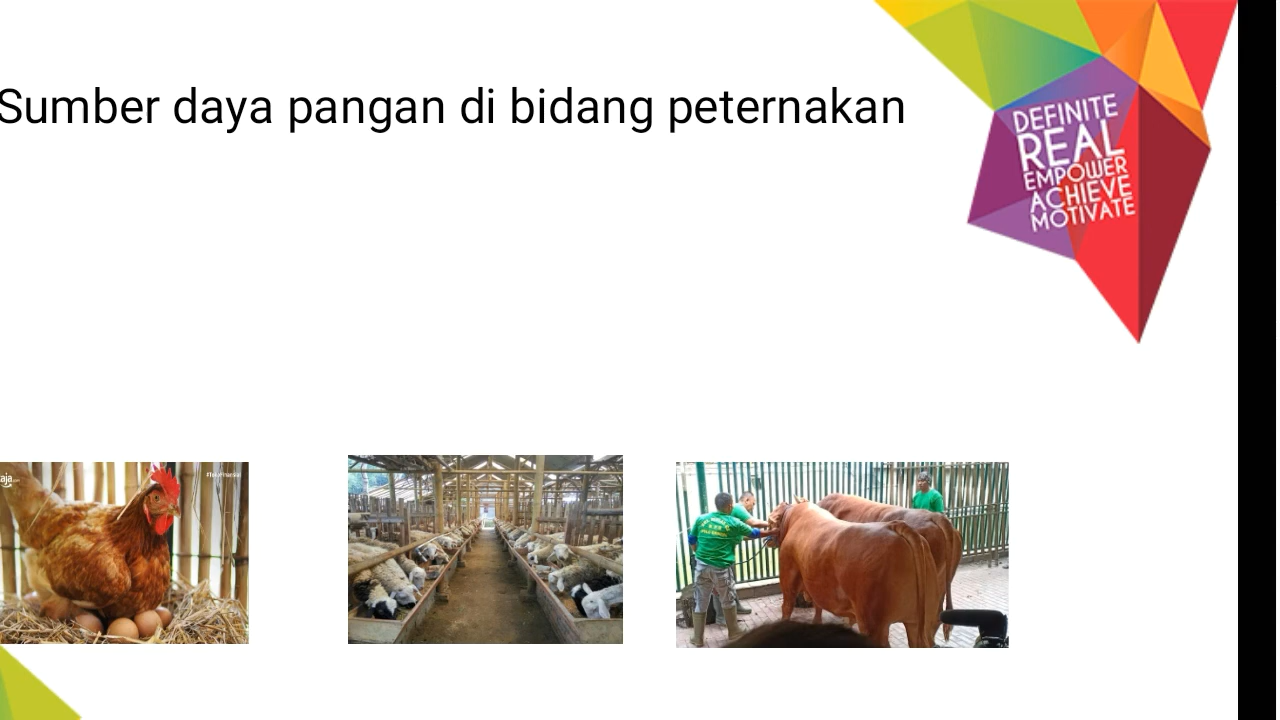 Sumber daya pangan di bidang peternakan
DEFINITE
REAL
EMPOWER
ACHIEVE
MOTIVATE